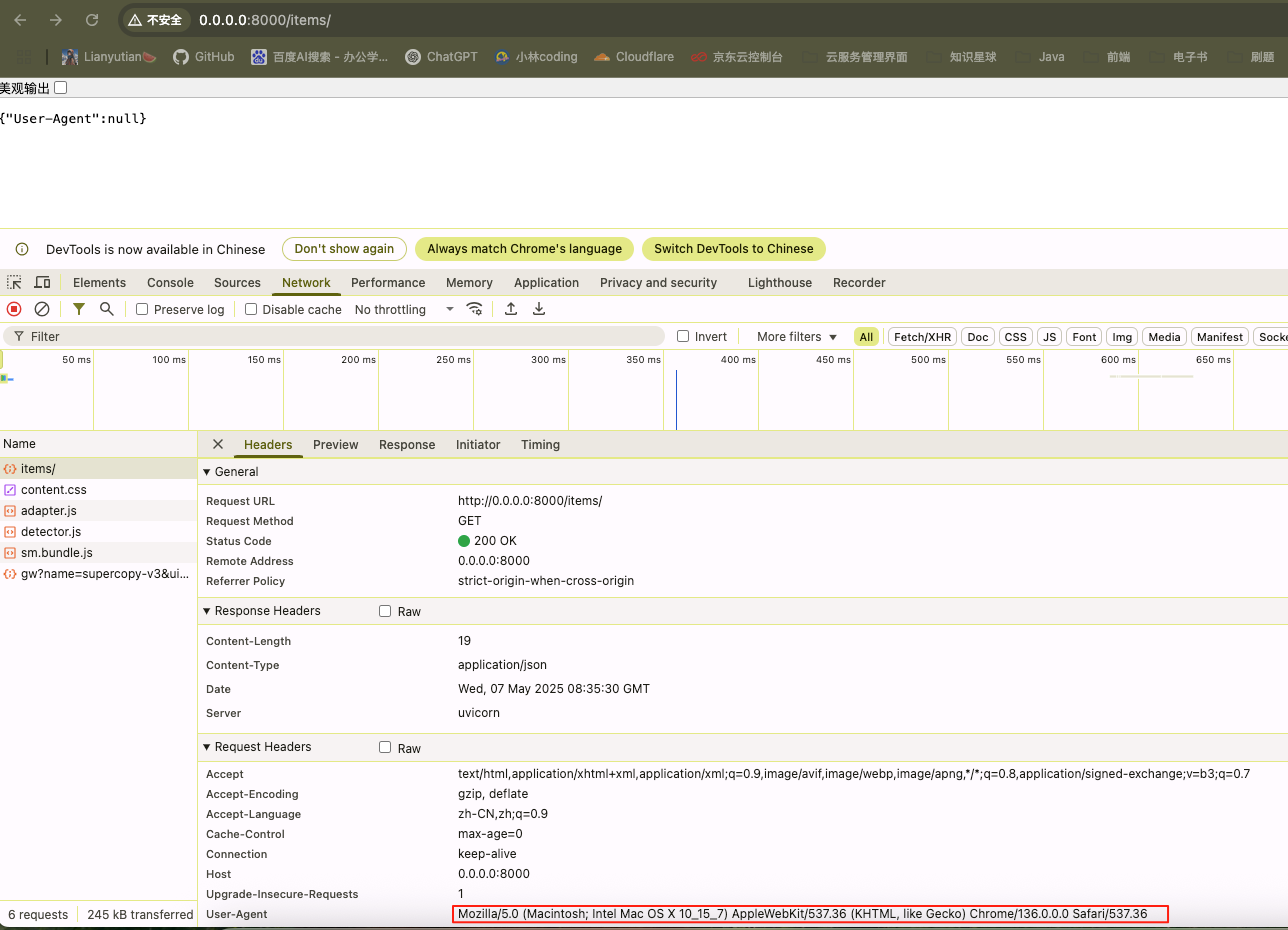 不安全 0.0.0.0:8000/items/
Lianyutian GitHub 百度AI搜索 - 办公学... ChatGPT 小林coding Cloudflare 京东云控制台 云服务管理界面 知识星球 Java 前端 电子书 刷题
美观输出
{"User-Agent":null}
DevTools is now available in Chinese Don't show again Always match Chrome's language Switch DevTools to Chinese
Elements Console Sources Network Performance Memory Application Privacy and security Lighthouse Recorder
Preserve log Disable cache No throttling
Filter Invert More filters All Fetch/XHR Doc CSS JS Font Img Media Manifest Socke
50 ms 100 ms 150 ms 200 ms 250 ms 300 ms 350 ms 400 ms 450 ms 500 ms 550 ms 600 ms 650 ms
Name
items/
content.css
adapter.js
detector.js
sm.bundle.js
gw?name=supercopy-v3&ui...
6 requests 245 kB transferred
Headers Preview Response Initiator Timing
General
Request URL http://0.0.0.0:8000/items/
Request Method GET
Status Code 200 OK
Remote Address 0.0.0.0:8000
Referrer Policy strict-origin-when-cross-origin
Response Headers Raw
Content-Length 19
Content-Type application/json
Date Wed, 07 May 2025 08:35:30 GMT
Server uvicorn
Request Headers Raw
Accept text/html,application/xhtml+xml,application/xml;q=0.9,image/avif,image/webp,image/apng,*/*;q=0.8,application/signed-exchange;v=b3;q=0.7
Accept-Encoding gzip, deflate
Accept-Language zh-CN,zh;q=0.9
Cache-Control max-age=0
Connection keep-alive
Host 0.0.0.0:8000
Upgrade-Insecure-Requests 1
User-Agent Mozilla/5.0 (Macintosh; Intel Mac OS X 10_15_7) AppleWebKit/537.36 (KHTML, like Gecko) Chrome/136.0.0.0 Safari/537.36